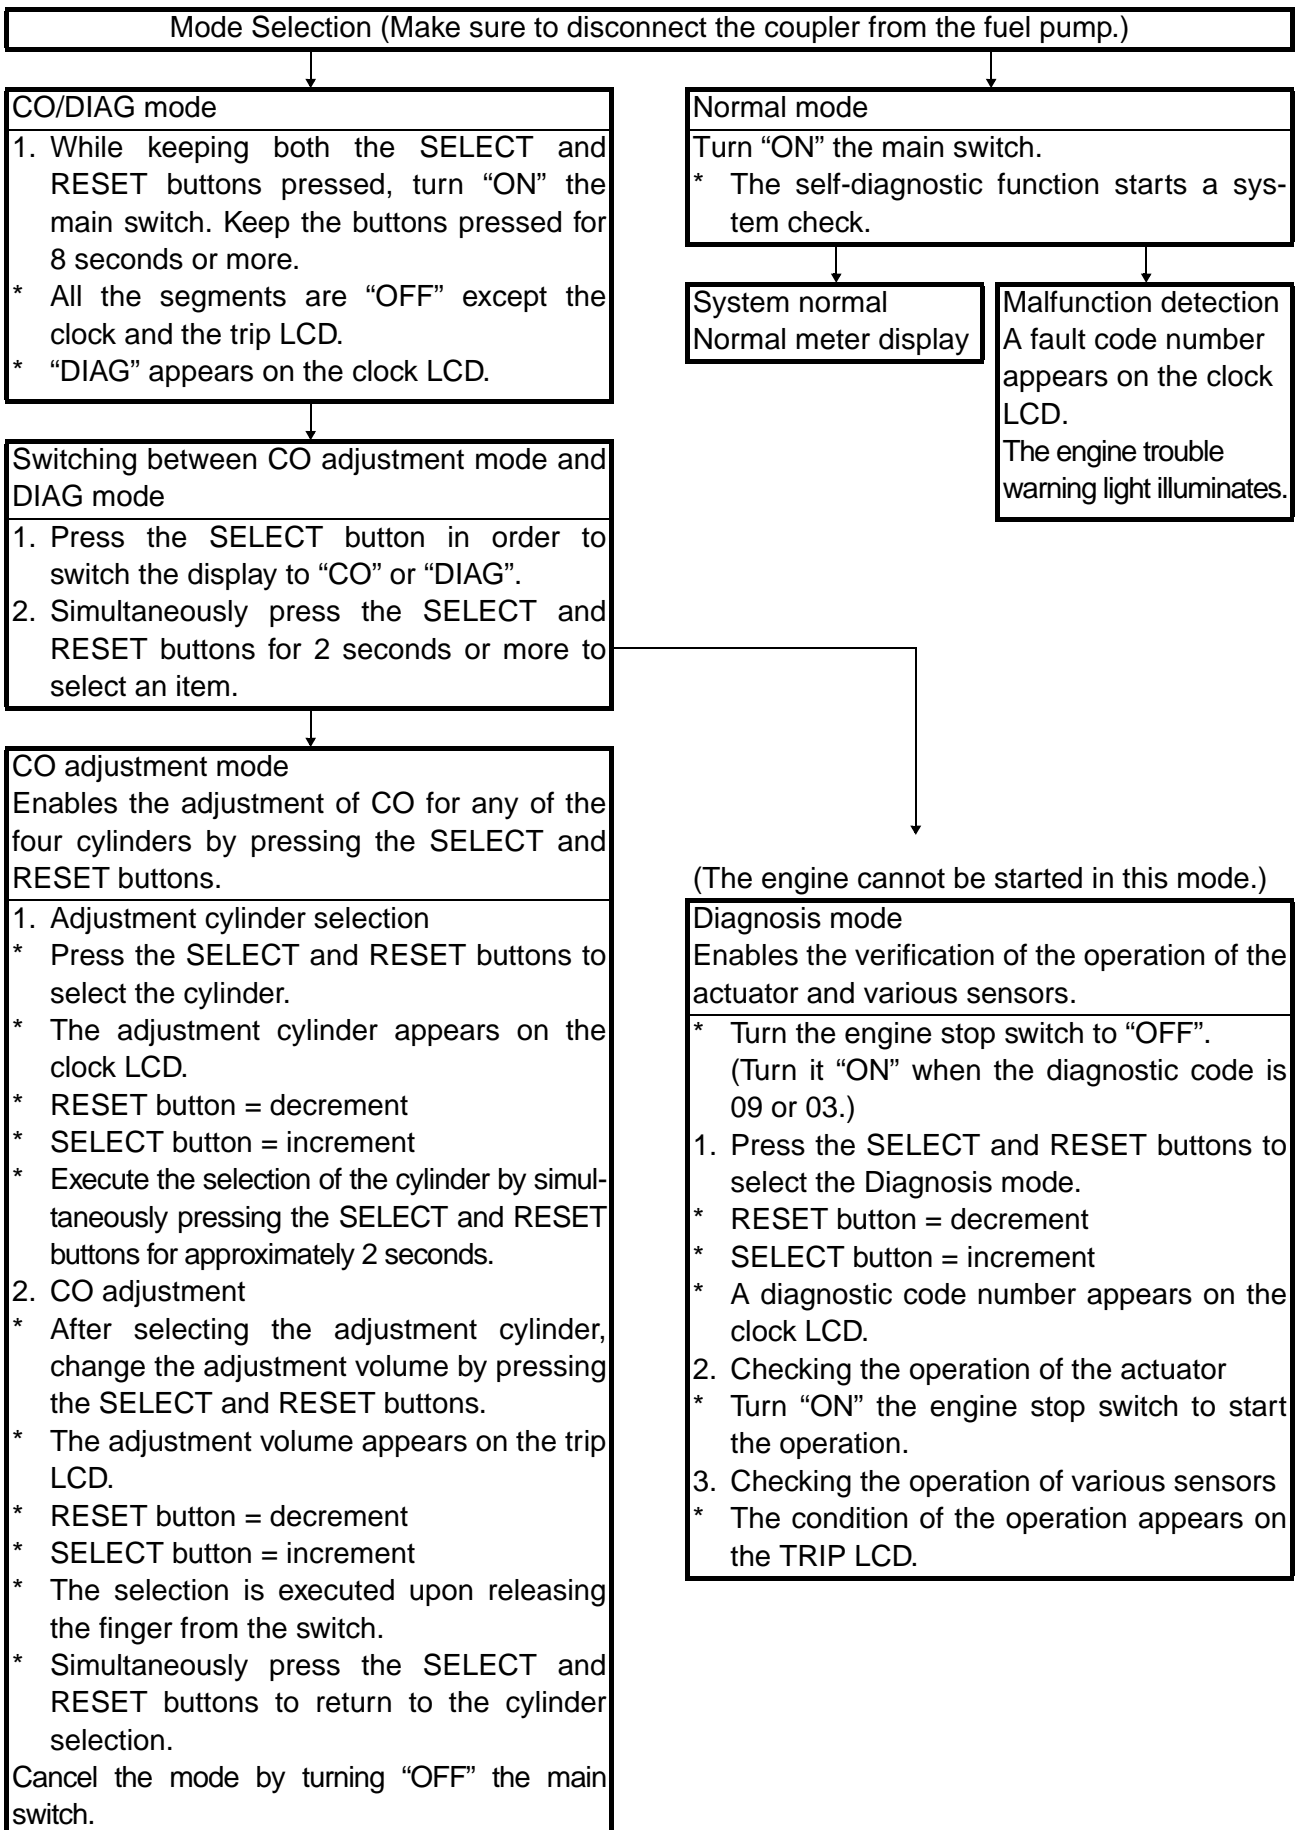 Mode Selection (Make sure to disconnect the coupler from the fuel pump.)
CO/DIAG mode
1. While keeping both the SELECT and
RESET buttons pressed, turn “ON” the
main switch. Keep the buttons pressed for
8 seconds or more.
* All the segments are “OFF” except the
clock and the trip LCD.
* “DIAG” appears on the clock LCD.
Switching between CO adjustment mode and
DIAG mode
1. Press the SELECT button in order to
switch the display to “CO” or “DIAG”.
2. Simultaneously press the SELECT and
RESET buttons for 2 seconds or more to
select an item.
CO adjustment mode
Enables the adjustment of CO for any of the
four cylinders by pressing the SELECT and
RESET buttons.
1. Adjustment cylinder selection
* Press the SELECT and RESET buttons to
select the cylinder.
* The adjustment cylinder appears on the
clock LCD.
* RESET button = decrement
* SELECT button = increment
* Execute the selection of the cylinder by simul-
taneously pressing the SELECT and RESET
buttons for approximately 2 seconds.
2. CO adjustment
* After selecting the adjustment cylinder,
change the adjustment volume by pressing
the SELECT and RESET buttons.
* The adjustment volume appears on the trip
LCD.
* RESET button = decrement
* SELECT button = increment
* The selection is executed upon releasing
the finger from the switch.
* Simultaneously press the SELECT and
RESET buttons to return to the cylinder
selection.
Cancel the mode by turning “OFF” the main
switch.
Normal mode
Turn “ON” the main switch.
* The self-diagnostic function starts a sys-
tem check.
System normal
Normal meter display
Malfunction detection
A fault code number
appears on the clock
LCD.
The engine trouble
warning light illuminates.
(The engine cannot be started in this mode.)
Diagnosis mode
Enables the verification of the operation of the
actuator and various sensors.
* Turn the engine stop switch to “OFF”.
(Turn it “ON” when the diagnostic code is
09 or 03.)
1. Press the SELECT and RESET buttons to
select the Diagnosis mode.
* RESET button = decrement
* SELECT button = increment
* A diagnostic code number appears on the
clock LCD.
2. Checking the operation of the actuator
* Turn “ON” the engine stop switch to start
the operation.
3. Checking the operation of various sensors
* The condition of the operation appears on
the TRIP LCD.